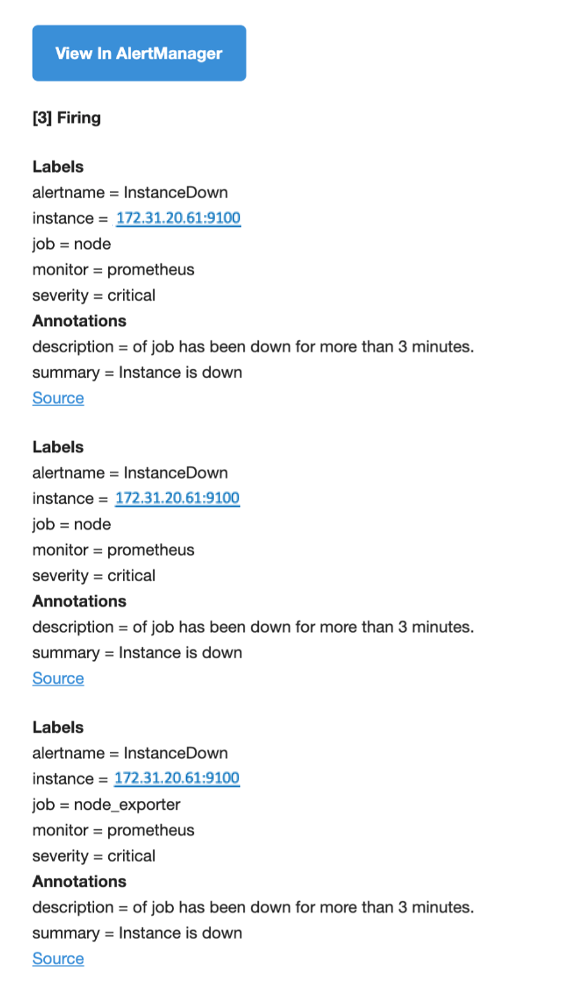 View In AlertManager
[3] Firing
Labels
alertname = InstanceDown
instance = 172.31.20.61:9100
job = node
monitor = prometheus
severity = critical
Annotations
description = of job has been down for more than 3 minutes.
summary = Instance is down
Source
Labels
alertname = InstanceDown
instance = 172.31.20.61:9100
job = node
monitor = prometheus
severity = critical
Annotations
description = of job has been down for more than 3 minutes.
summary = Instance is down
Source
Labels
alertname = InstanceDown
instance = 172.31.20.61:9100
job = node_exporter
monitor = prometheus
severity = critical
Annotations
description = of job has been down for more than 3 minutes.
summary = Instance is down
Source